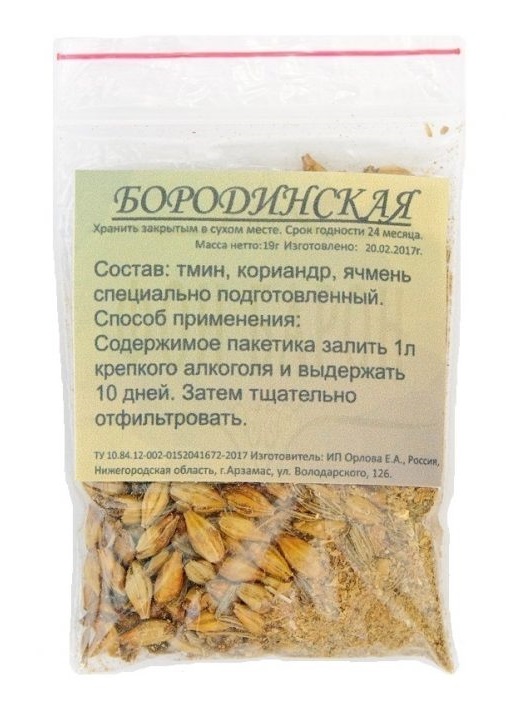 БОРОДИНСКАЯ
Хранить закрытым в сухом месте. Срок годности 24 месяца.
Масса нетто:19г Изготовлено: 20.02.2017г.
Состав: тмин, кориандр, ячмень
специально подготовленный.
Способ применения:
Содержимое пакетика залить 1л
крепкого алкоголя и выдержать
10 дней. Затем тщательно
отфильтровать.
ТУ 10.84.12-002-0152041672-2017 Изготовитель: ИП Орлова Е.А., Россия,
Нижегородская область, г.Арзамас, ул. Володарского, 126.